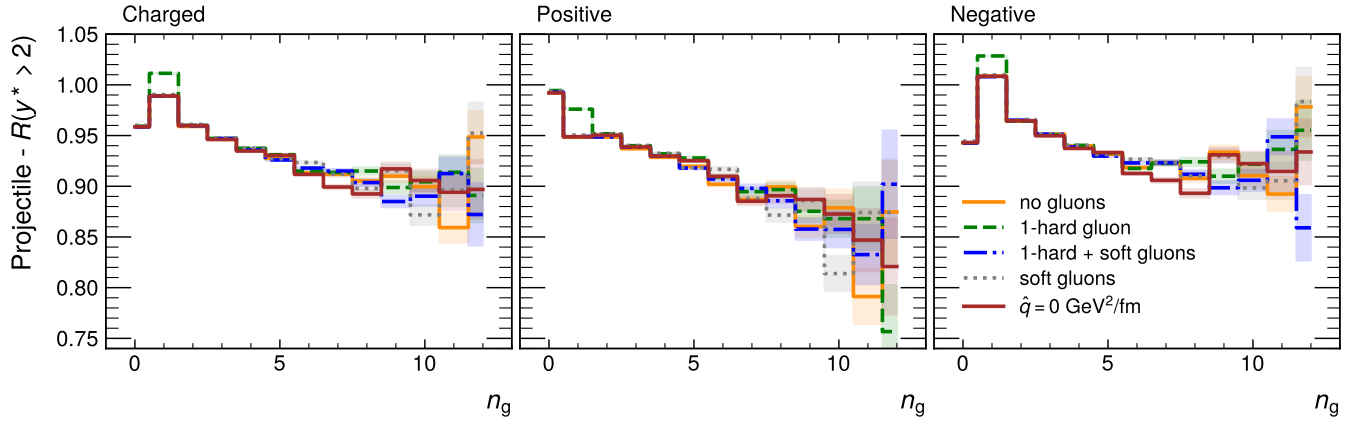 Charged
Positive
Negative
Projectile - R(y* > 2)
1.05
1.00
0.95
0.90
0.85
0.80
0.75
no gluons
1-hard gluon
1-hard + soft gluons
soft gluons
q̂ = 0 GeV²/fm
0 5 10
0 5 10
0 5 10
n_g
n_g
n_g